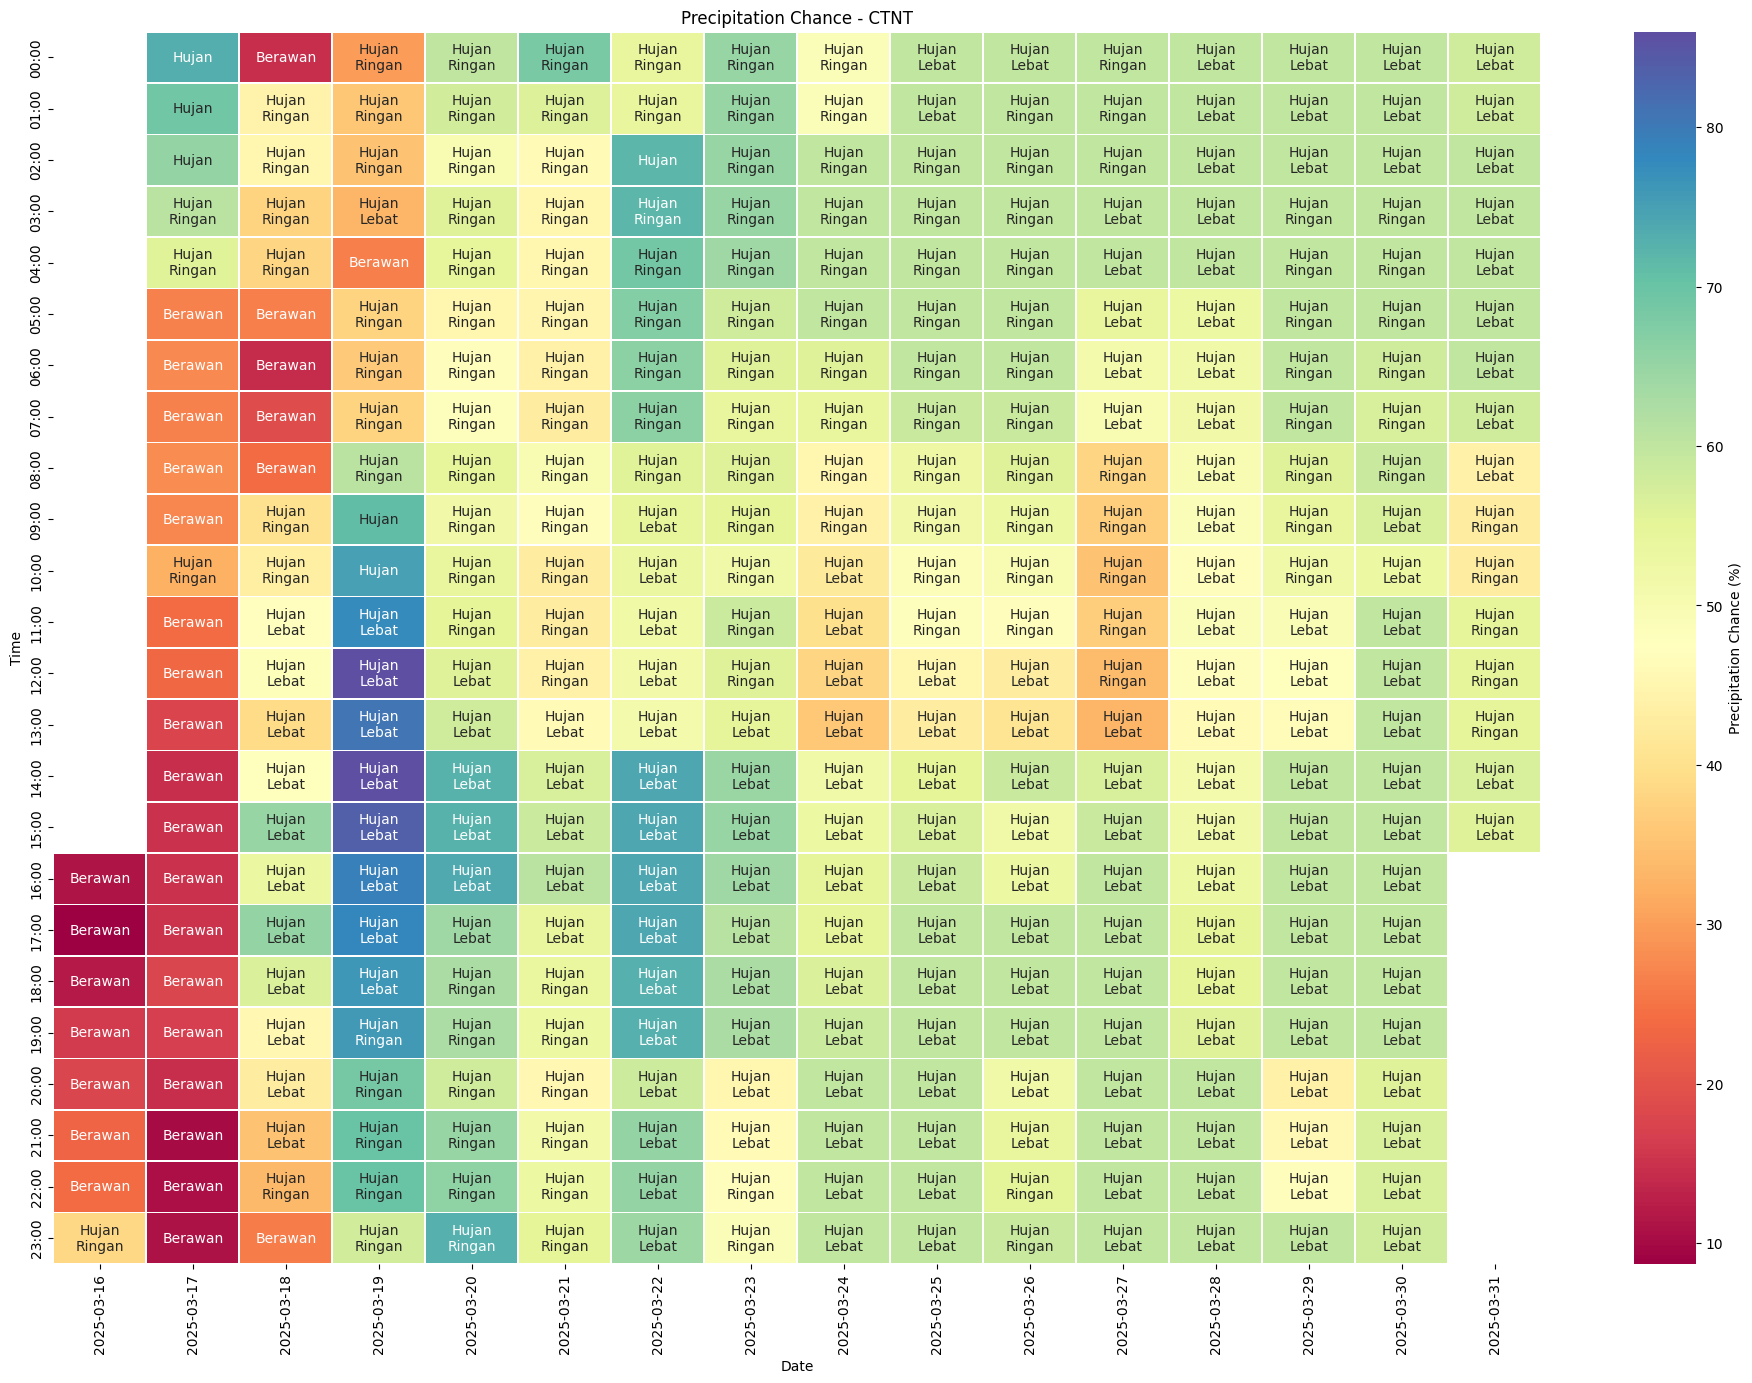 Precipitation Chance - CTNT
00:00 Hujan Berawan Hujan Ringan Hujan Ringan Hujan Ringan Hujan Ringan Hujan Ringan Hujan Ringan Hujan Lebat Hujan Lebat Hujan Ringan Hujan Lebat Hujan Lebat Hujan Lebat Hujan Lebat
01:00 Hujan Hujan Ringan Hujan Ringan Hujan Ringan Hujan Ringan Hujan Ringan Hujan Ringan Hujan Ringan Hujan Lebat Hujan Ringan Hujan Ringan Hujan Lebat Hujan Lebat Hujan Lebat Hujan Lebat
02:00 Hujan Hujan Ringan Hujan Ringan Hujan Ringan Hujan Ringan Hujan Hujan Ringan Hujan Ringan Hujan Ringan Hujan Ringan Hujan Ringan Hujan Lebat Hujan Lebat Hujan Lebat Hujan Lebat
03:00 Hujan Ringan Hujan Ringan Hujan Lebat Hujan Ringan Hujan Ringan Hujan Ringan Hujan Ringan Hujan Ringan Hujan Ringan Hujan Ringan Hujan Lebat Hujan Lebat Hujan Ringan Hujan Ringan Hujan Lebat
04:00 Hujan Ringan Hujan Ringan Berawan Hujan Ringan Hujan Ringan Hujan Ringan Hujan Ringan Hujan Ringan Hujan Ringan Hujan Ringan Hujan Lebat Hujan Lebat Hujan Ringan Hujan Ringan Hujan Lebat
05:00 Berawan Berawan Hujan Ringan Hujan Ringan Hujan Ringan Hujan Ringan Hujan Ringan Hujan Ringan Hujan Ringan Hujan Ringan Hujan Lebat Hujan Lebat Hujan Ringan Hujan Ringan Hujan Lebat
06:00 Berawan Berawan Hujan Ringan Hujan Ringan Hujan Ringan Hujan Ringan Hujan Ringan Hujan Ringan Hujan Ringan Hujan Ringan Hujan Lebat Hujan Lebat Hujan Ringan Hujan Ringan Hujan Lebat
07:00 Berawan Berawan Hujan Ringan Hujan Ringan Hujan Ringan Hujan Ringan Hujan Ringan Hujan Ringan Hujan Ringan Hujan Ringan Hujan Lebat Hujan Lebat Hujan Ringan Hujan Ringan Hujan Lebat
08:00 Berawan Berawan Hujan Ringan Hujan Ringan Hujan Ringan Hujan Ringan Hujan Ringan Hujan Ringan Hujan Ringan Hujan Ringan Hujan Ringan Hujan Lebat Hujan Ringan Hujan Ringan Hujan Lebat
09:00 Berawan Hujan Ringan Hujan Hujan Ringan Hujan Ringan Hujan Lebat Hujan Ringan Hujan Ringan Hujan Ringan Hujan Ringan Hujan Ringan Hujan Lebat Hujan Ringan Hujan Lebat Hujan Ringan
10:00 Hujan Ringan Hujan Ringan Hujan Hujan Ringan Hujan Ringan Hujan Lebat Hujan Ringan Hujan Lebat Hujan Ringan Hujan Ringan Hujan Ringan Hujan Lebat Hujan Ringan Hujan Lebat Hujan Ringan
11:00 Berawan Hujan Lebat Hujan Lebat Hujan Ringan Hujan Ringan Hujan Lebat Hujan Ringan Hujan Lebat Hujan Ringan Hujan Ringan Hujan Ringan Hujan Lebat Hujan Lebat Hujan Lebat Hujan Ringan
12:00 Berawan Hujan Lebat Hujan Lebat Hujan Lebat Hujan Ringan Hujan Lebat Hujan Ringan Hujan Lebat Hujan Lebat Hujan Lebat Hujan Ringan Hujan Lebat Hujan Lebat Hujan Lebat Hujan Ringan
13:00 Berawan Hujan Lebat Hujan Lebat Hujan Lebat Hujan Lebat Hujan Lebat Hujan Lebat Hujan Lebat Hujan Lebat Hujan Lebat Hujan Lebat Hujan Lebat Hujan Lebat Hujan Lebat Hujan Ringan
14:00 Berawan Hujan Lebat Hujan Lebat Hujan Lebat Hujan Lebat Hujan Lebat Hujan Lebat Hujan Lebat Hujan Lebat Hujan Lebat Hujan Lebat Hujan Lebat Hujan Lebat Hujan Lebat Hujan Lebat
15:00 Berawan Hujan Lebat Hujan Lebat Hujan Lebat Hujan Lebat Hujan Lebat Hujan Lebat Hujan Lebat Hujan Lebat Hujan Lebat Hujan Lebat Hujan Lebat Hujan Lebat Hujan Lebat Hujan Lebat
16:00 Berawan Berawan Hujan Lebat Hujan Lebat Hujan Lebat Hujan Lebat Hujan Lebat Hujan Lebat Hujan Lebat Hujan Lebat Hujan Lebat Hujan Lebat Hujan Lebat Hujan Lebat Hujan Lebat
17:00 Berawan Berawan Hujan Lebat Hujan Lebat Hujan Lebat Hujan Lebat Hujan Lebat Hujan Lebat Hujan Lebat Hujan Lebat Hujan Lebat Hujan Lebat Hujan Lebat Hujan Lebat Hujan Lebat
18:00 Berawan Berawan Hujan Lebat Hujan Lebat Hujan Ringan Hujan Ringan Hujan Lebat Hujan Lebat Hujan Lebat Hujan Lebat Hujan Lebat Hujan Lebat Hujan Lebat Hujan Lebat Hujan Lebat
19:00 Berawan Berawan Hujan Lebat Hujan Ringan Hujan Ringan Hujan Ringan Hujan Lebat Hujan Lebat Hujan Lebat Hujan Lebat Hujan Lebat Hujan Lebat Hujan Lebat Hujan Lebat Hujan Lebat
20:00 Berawan Berawan Hujan Lebat Hujan Ringan Hujan Ringan Hujan Ringan Hujan Lebat Hujan Lebat Hujan Lebat Hujan Lebat Hujan Lebat Hujan Lebat Hujan Lebat Hujan Lebat Hujan Lebat
21:00 Berawan Berawan Hujan Lebat Hujan Ringan Hujan Ringan Hujan Ringan Hujan Lebat Hujan Lebat Hujan Lebat Hujan Lebat Hujan Lebat Hujan Lebat Hujan Lebat Hujan Lebat Hujan Lebat
22:00 Berawan Berawan Hujan Ringan Hujan Ringan Hujan Ringan Hujan Ringan Hujan Lebat Hujan Ringan Hujan Lebat Hujan Lebat Hujan Ringan Hujan Lebat Hujan Lebat Hujan Lebat Hujan Lebat
23:00 Hujan Ringan Berawan Berawan Hujan Ringan Hujan Ringan Hujan Ringan Hujan Lebat Hujan Ringan Hujan Lebat Hujan Lebat Hujan Ringan Hujan Lebat Hujan Lebat Hujan Lebat Hujan Lebat
Time
2025-03-16 2025-03-17 2025-03-18 2025-03-19 2025-03-20 2025-03-21 2025-03-22 2025-03-23 2025-03-24 2025-03-25 2025-03-26 2025-03-27 2025-03-28 2025-03-29 2025-03-30 2025-03-31
Date
80
70
60
50
40
30
20
10
Precipitation Chance (%)